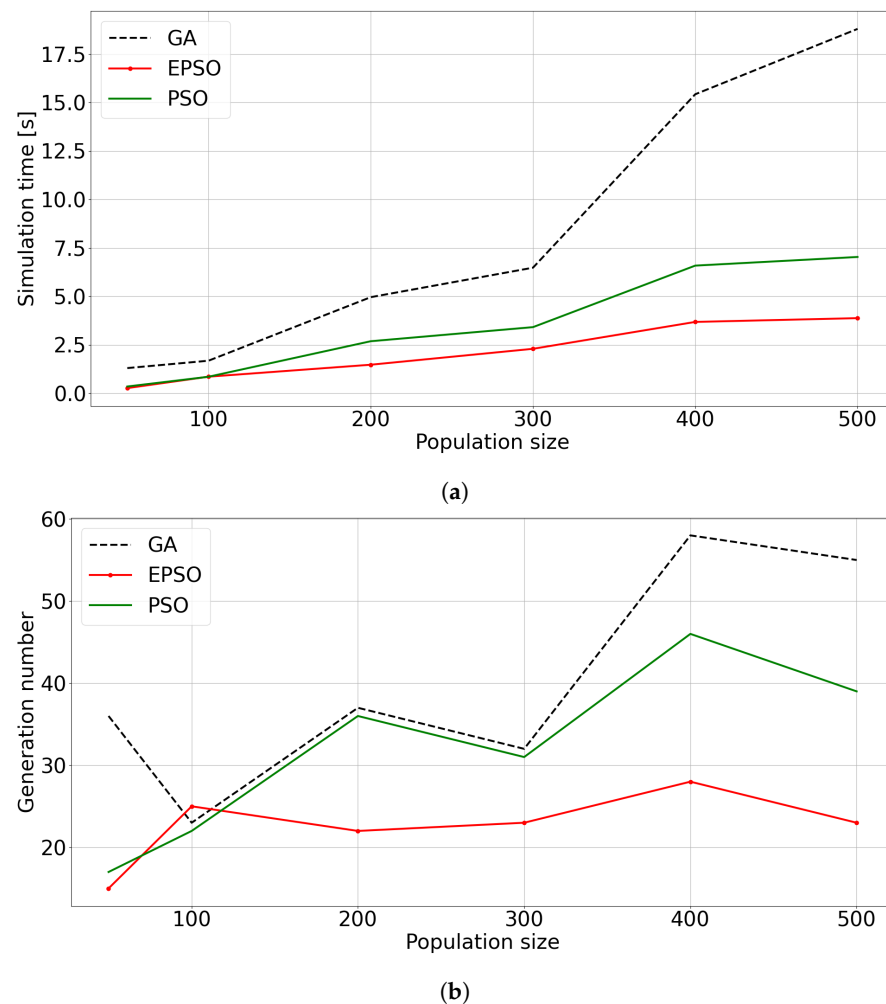 GA
EPSO
PSO
17.5
15.0
12.5
10.0
7.5
5.0
2.5
0.0
Simulation time [s]
100 200 300 400 500
Population size
(a)
GA
EPSO
PSO
60
50
40
30
20
Generation number
100 200 300 400 500
Population size
(b)